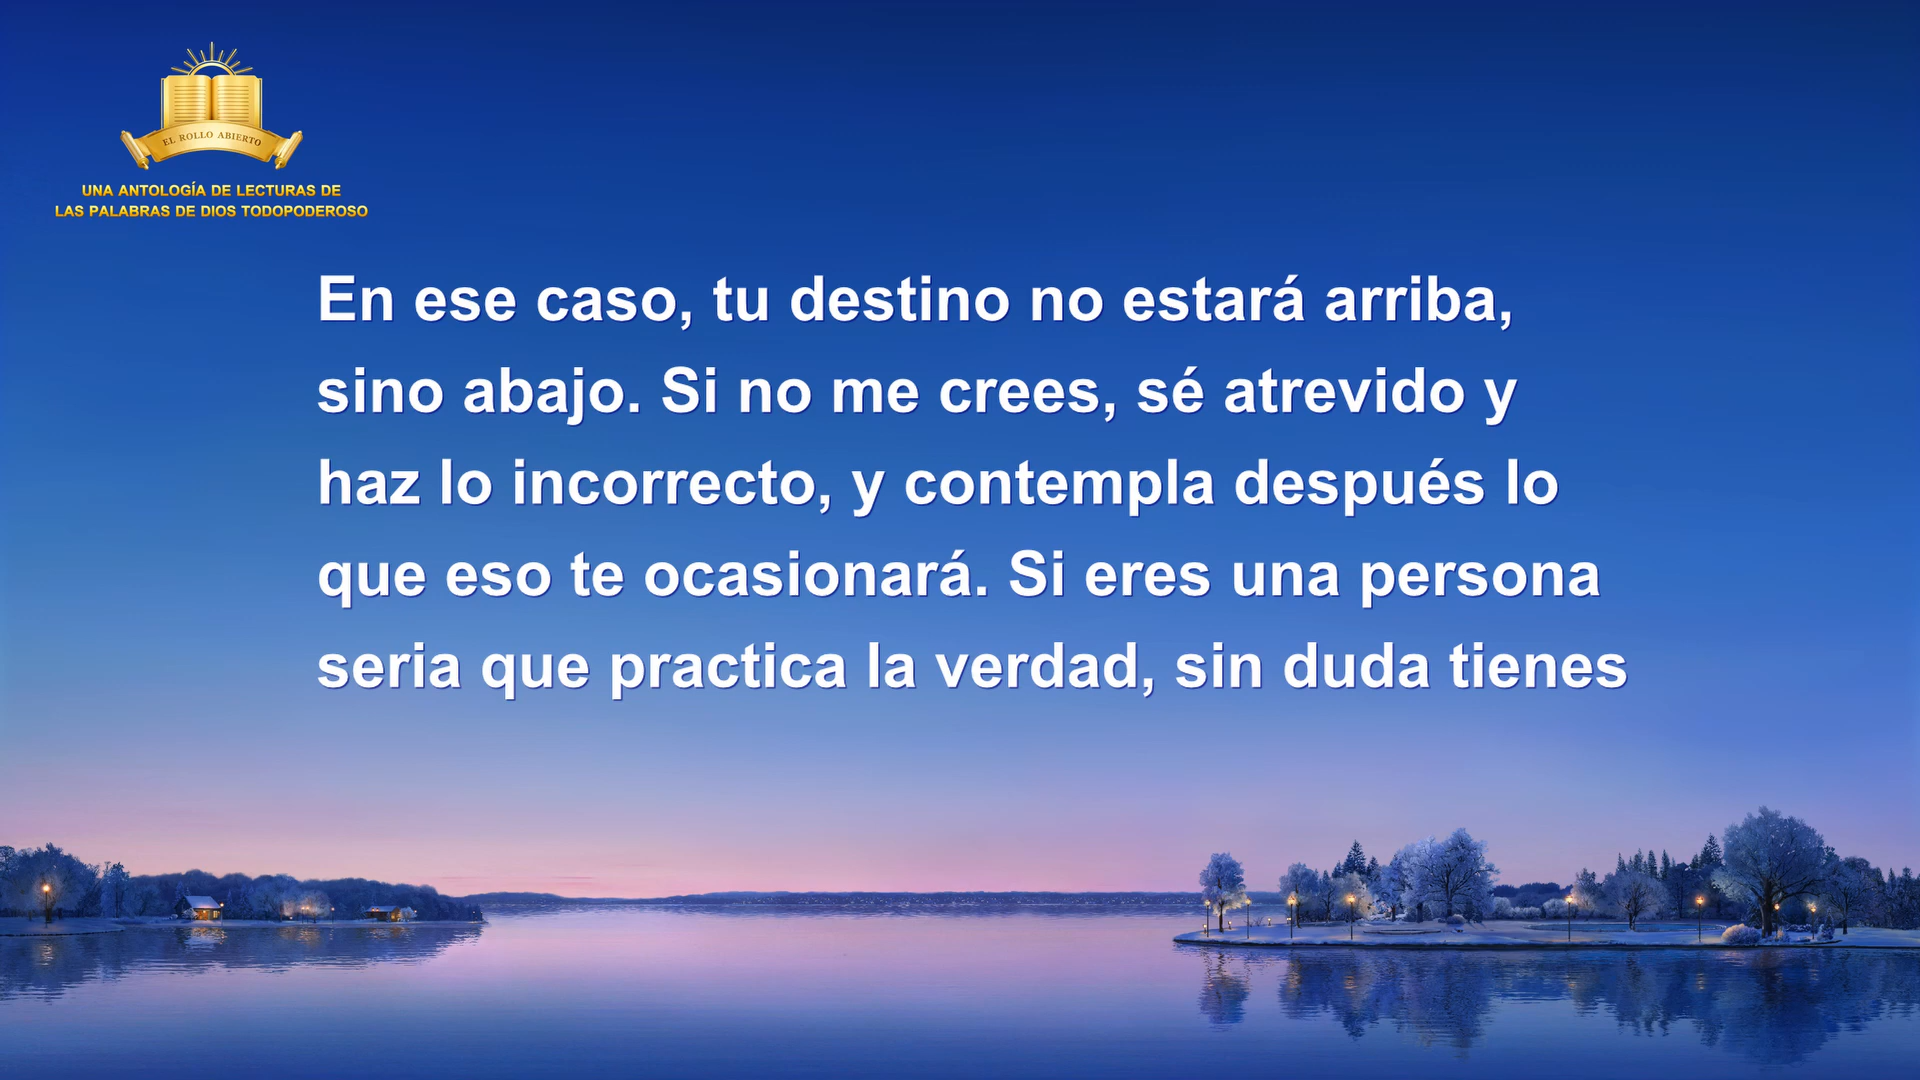 EL ROLLO ABIERTO
UNA ANTOLOGÍA DE LECTURAS DE
LAS PALABRAS DE DIOS TODOPODEROSO
En ese caso, tu destino no estará arriba,
sino abajo. Si no me crees, sé atrevido y
haz lo incorrecto, y contempla después lo
que eso te ocasionará. Si eres una persona
seria que practica la verdad, sin duda tienes